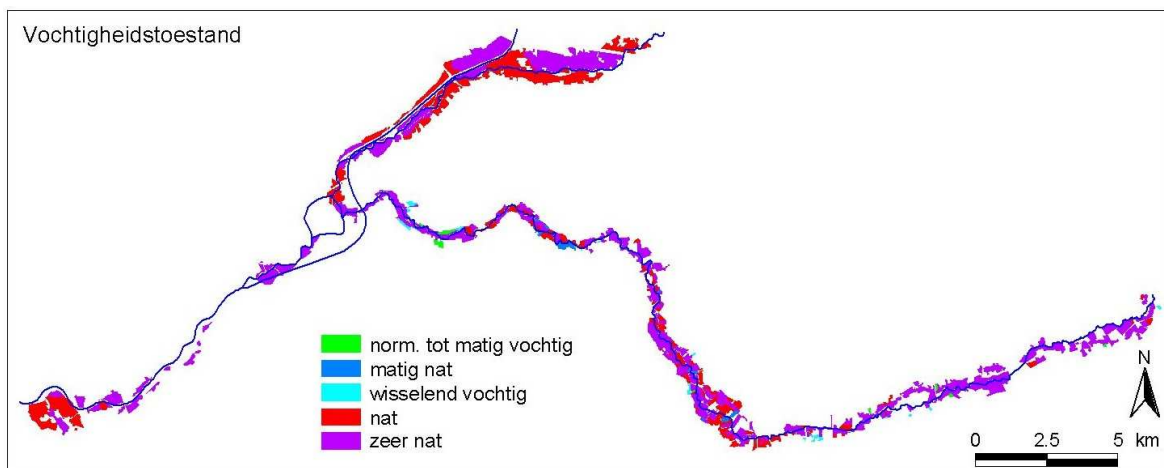 Vochtigheidstoestand
norm. tot matig vochtig
matig nat
wisselend vochtig
nat
zeer nat
N
0 2.5 5 km